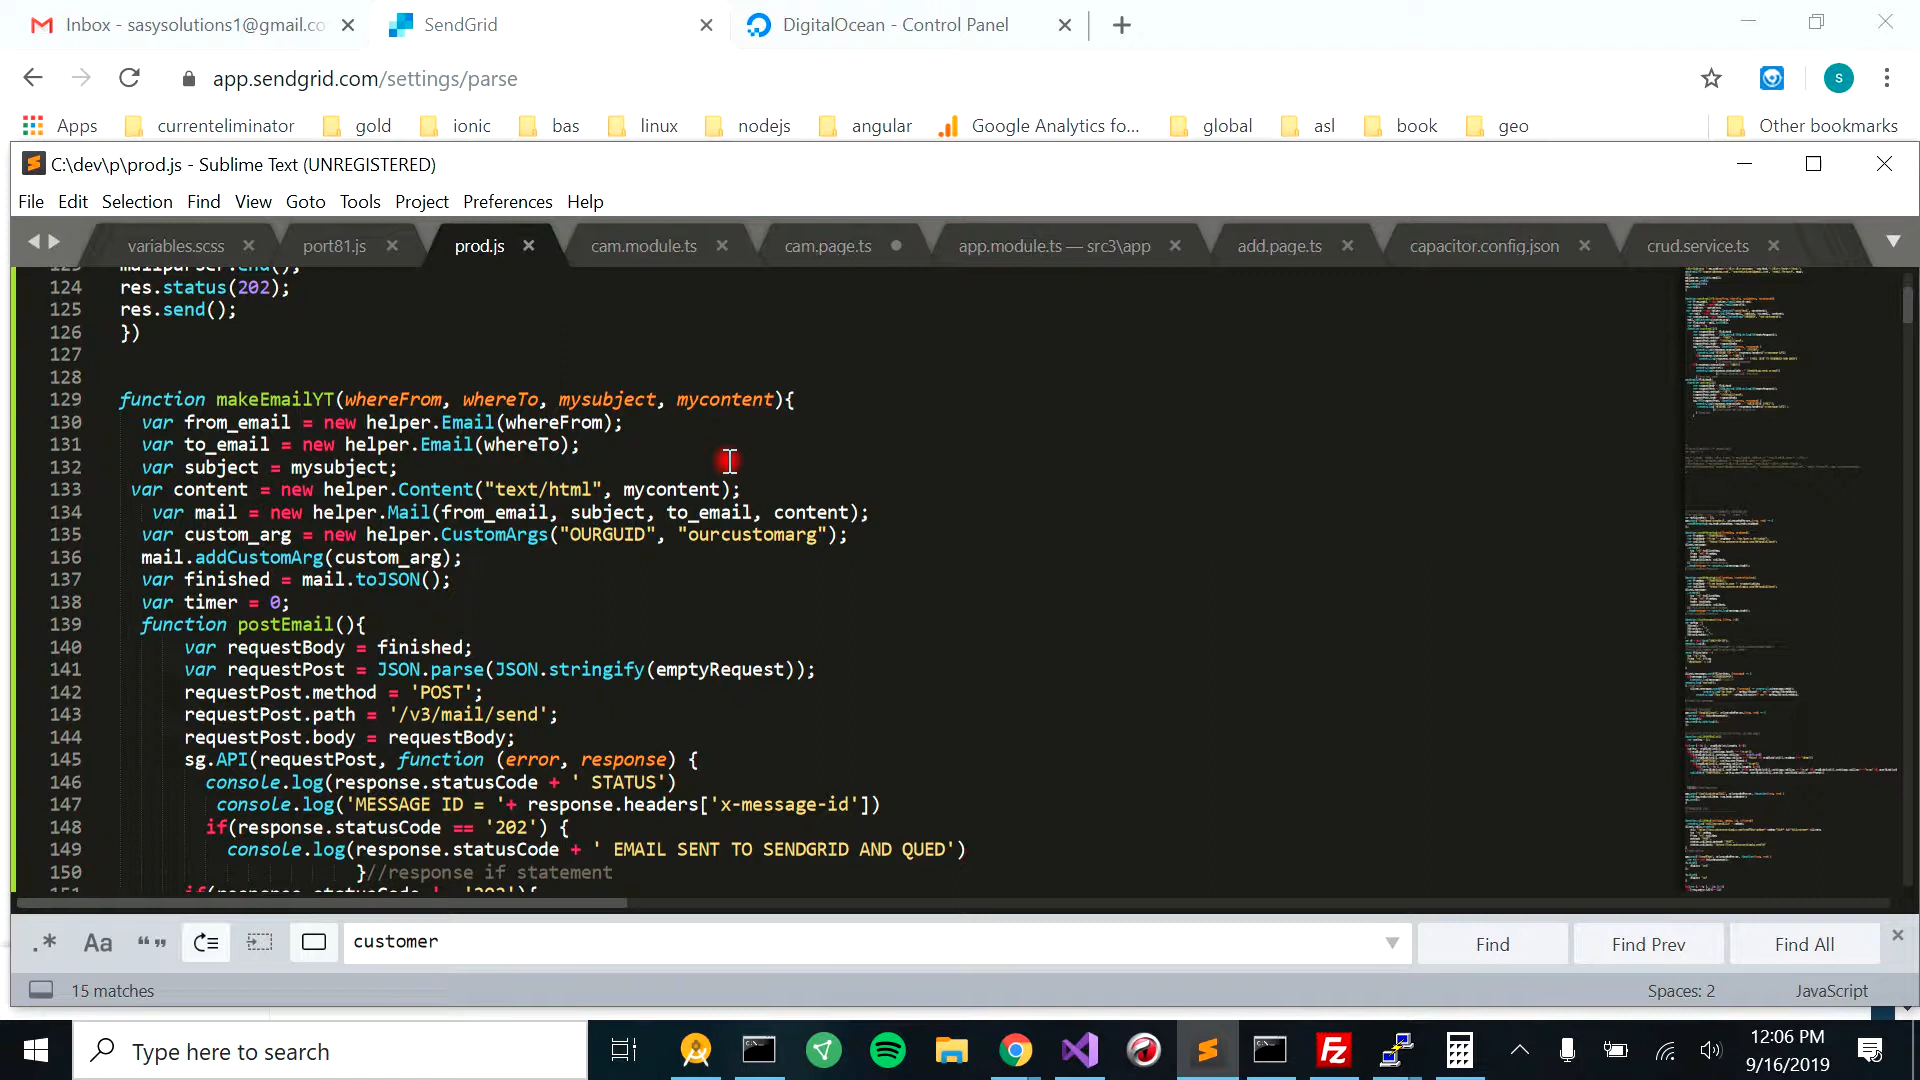 Inbox - sasysolutions1@gmail.co
SendGrid
DigitalOcean - Control Panel
app.sendgrid.com/settings/parse
s
Apps
currenteliminator
gold
ionic
bas
linux
nodejs
angular
Google Analytics fo...
global
asl
book
geo
Other bookmarks
C:\dev\p\prod.js - Sublime Text (UNREGISTERED)
File Edit Selection Find View Goto Tools Project Preferences Help
variables.scss
port81.js
prod.js
cam.module.ts
cam.page.ts
app.module.ts — src3\app
add.page.ts
capacitor.config.json
crud.service.ts
123 mailparser.end();
124 res.status(202);
125 res.send();
126 })
127
128
129 function makeEmailYT(whereFrom, whereTo, mysubject, mycontent){
130 var from_email = new helper.Email(whereFrom);
131 var to_email = new helper.Email(whereTo);
132 var subject = mysubject;
133 var content = new helper.Content("text/html", mycontent);
134 var mail = new helper.Mail(from_email, subject, to_email, content);
135 var custom_arg = new helper.CustomArgs("OURGUID", "ourcustomarg");
136 mail.addCustomArg(custom_arg);
137 var finished = mail.toJSON();
138 var timer = 0;
139 function postEmail(){
140 var requestBody = finished;
141 var requestPost = JSON.parse(JSON.stringify(emptyRequest));
142 requestPost.method = 'POST';
143 requestPost.path = '/v3/mail/send';
144 requestPost.body = requestBody;
145 sg.API(requestPost, function (error, response) {
146 console.log(response.statusCode + ' STATUS')
147 console.log('MESSAGE ID = '+ response.headers['x-message-id'])
148 if(response.statusCode == '202') {
149 console.log(response.statusCode + ' EMAIL SENT TO SENDGRID AND QUED')
150 }//response if statement
151 if(response.statusCode != '202'){
.* Aa “”
customer
Find
Find Prev
Find All
15 matches
Spaces: 2
JavaScript
Type here to search
12:06 PM
9/16/2019